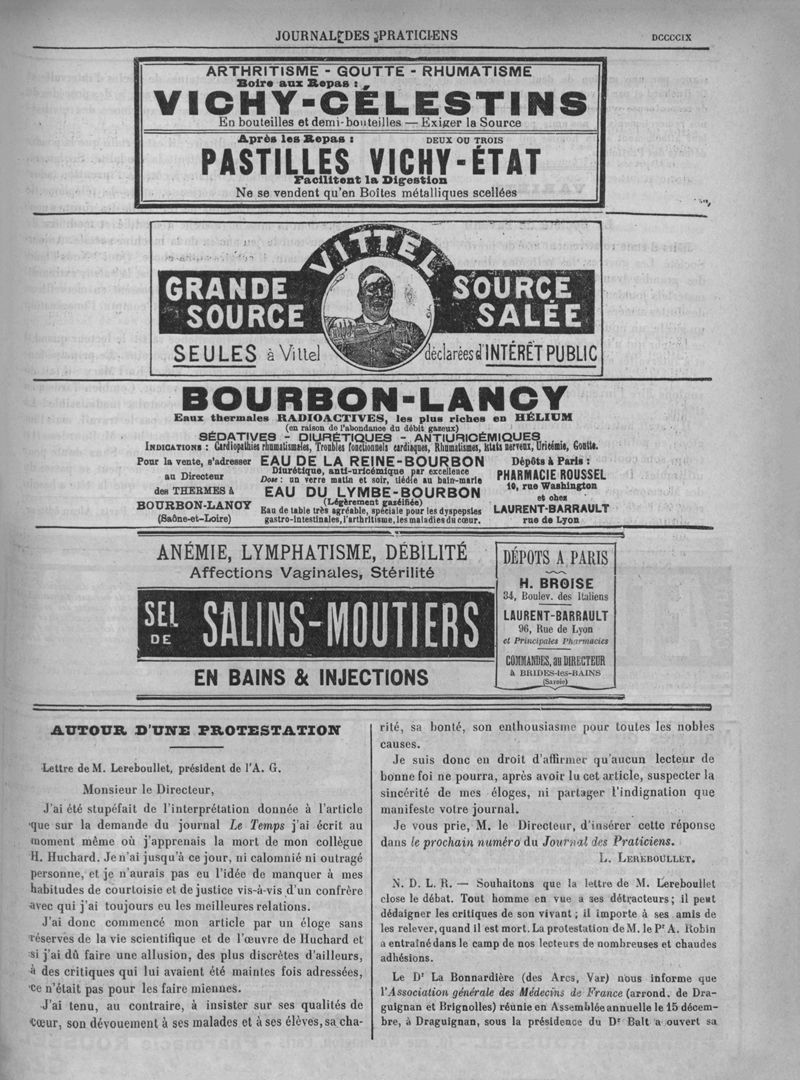 JOURNAL DES PRATICIENS
DCCCCIX
ARTHRITISME - GOUTTE - RHUMATISME
Boire aux Repas :
VICHY-CÉLESTINS
En bouteilles et demi-bouteilles — Exiger la Source
Après les Repas :
DEUX OU TROIS
PASTILLES VICHY-ÉTAT
Facilitent la Digestion
Ne se vendent qu'en Boîtes métalliques scellées
VITTEL
GRANDE
SOURCE
SOURCE
SALÉE
SEULES à Vittel
déclarées d'INTÉRÊT PUBLIC
BOURBON-LANCY
Eaux thermales RADIOACTIVES, les plus riches en HÉLIUM
(en raison de l'abondance du débit gazeux)
SÉDATIVES - DIURÉTIQUES - ANTIURICÉMIQUES
INDICATIONS : Cardiopathies rhumatismales, Troubles fonctionnels cardiaques, Rhumatismes, Etats nerveux, Uricémie, Goutte.
Pour la vente, s'adresser
au Directeur
des THERMES à
BOURBON-LANCY
(Saône-et-Loire)
EAU DE LA REINE-BOURBON
Diurétique, anti-uricémique par excellence
Dose : un verre matin et soir, tiédie au bain-marie
EAU DU LYMBE-BOURBON
(Légèrement gazéifiée)
Eau de table très agréable, spéciale pour les dyspepsies
gastro-intestinales, l'arthritisme, les maladies du cœur.
Dépôts à Paris :
PHARMACIE ROUSSEL
10, rue Washington
et chez
LAURENT-BARRAULT
rue de Lyon
ANÉMIE, LYMPHATISME, DÉBILITÉ
Affections Vaginales, Stérilité
SEL
DE
SALINS-MOUTIERS
EN BAINS & INJECTIONS
DÉPOTS A PARIS
H. BROISE
34, Boulev. des Italiens
LAURENT-BARRAULT
96, Rue de Lyon
et Principales Pharmacies
COMMANDES, au DIRECTEUR
à BRIDES-les-BAINS
(Savoie)
AUTOUR D'UNE PROTESTATION
Lettre de M. Lereboullet, président de l'A. G.
Monsieur le Directeur,
J'ai été stupéfait de l'interprétation donnée à l'article
que sur la demande du journal Le Temps j'ai écrit au
moment même où j'apprenais la mort de mon collègue
H. Huchard. Je n'ai jusqu'à ce jour, ni calomnié ni outragé
personne, et je n'aurais pas eu l'idée de manquer à mes
habitudes de courtoisie et de justice vis-à-vis d'un confrère
avec qui j'ai toujours eu les meilleures relations.
J'ai donc commencé mon article par un éloge sans
réserves de la vie scientifique et de l'œuvre de Huchard et
si j'ai dû faire une allusion, des plus discrètes d'ailleurs,
à des critiques qui lui avaient été maintes fois adressées,
ce n'était pas pour les faire miennes.
J'ai tenu, au contraire, à insister sur ses qualités de
cœur, son dévouement à ses malades et à ses élèves, sa cha-
rité, sa bonté, son enthousiasme pour toutes les nobles
causes.
Je suis donc en droit d'affirmer qu'aucun lecteur de
bonne foi ne pourra, après avoir lu cet article, suspecter la
sincérité de mes éloges, ni partager l'indignation que
manifeste votre journal.
Je vous prie, M. le Directeur, d'insérer cette réponse
dans le prochain numéro du Journal des Praticiens.
L. LEREBOULLET.
N. D. L. R. — Souhaitons que la lettre de M. Lereboullet
close le débat. Tout homme en vue a ses détracteurs ; il peut
dédaigner les critiques de son vivant ; il importe à ses amis de
les relever, quand il est mort. La protestation de M. le Pr A. Robin
a entraîné dans le camp de nos lecteurs de nombreuses et chaudes
adhésions.
Le Dr La Bonnardière (des Arcs, Var) nous informe que
l'Association générale des Médecins de France (arrond. de Dra-
guignan et Brignolles) réunie en Assemblée annuelle le 15 décem-
bre, à Draguignan, sous la présidence du Dr Balt a ouvert sa